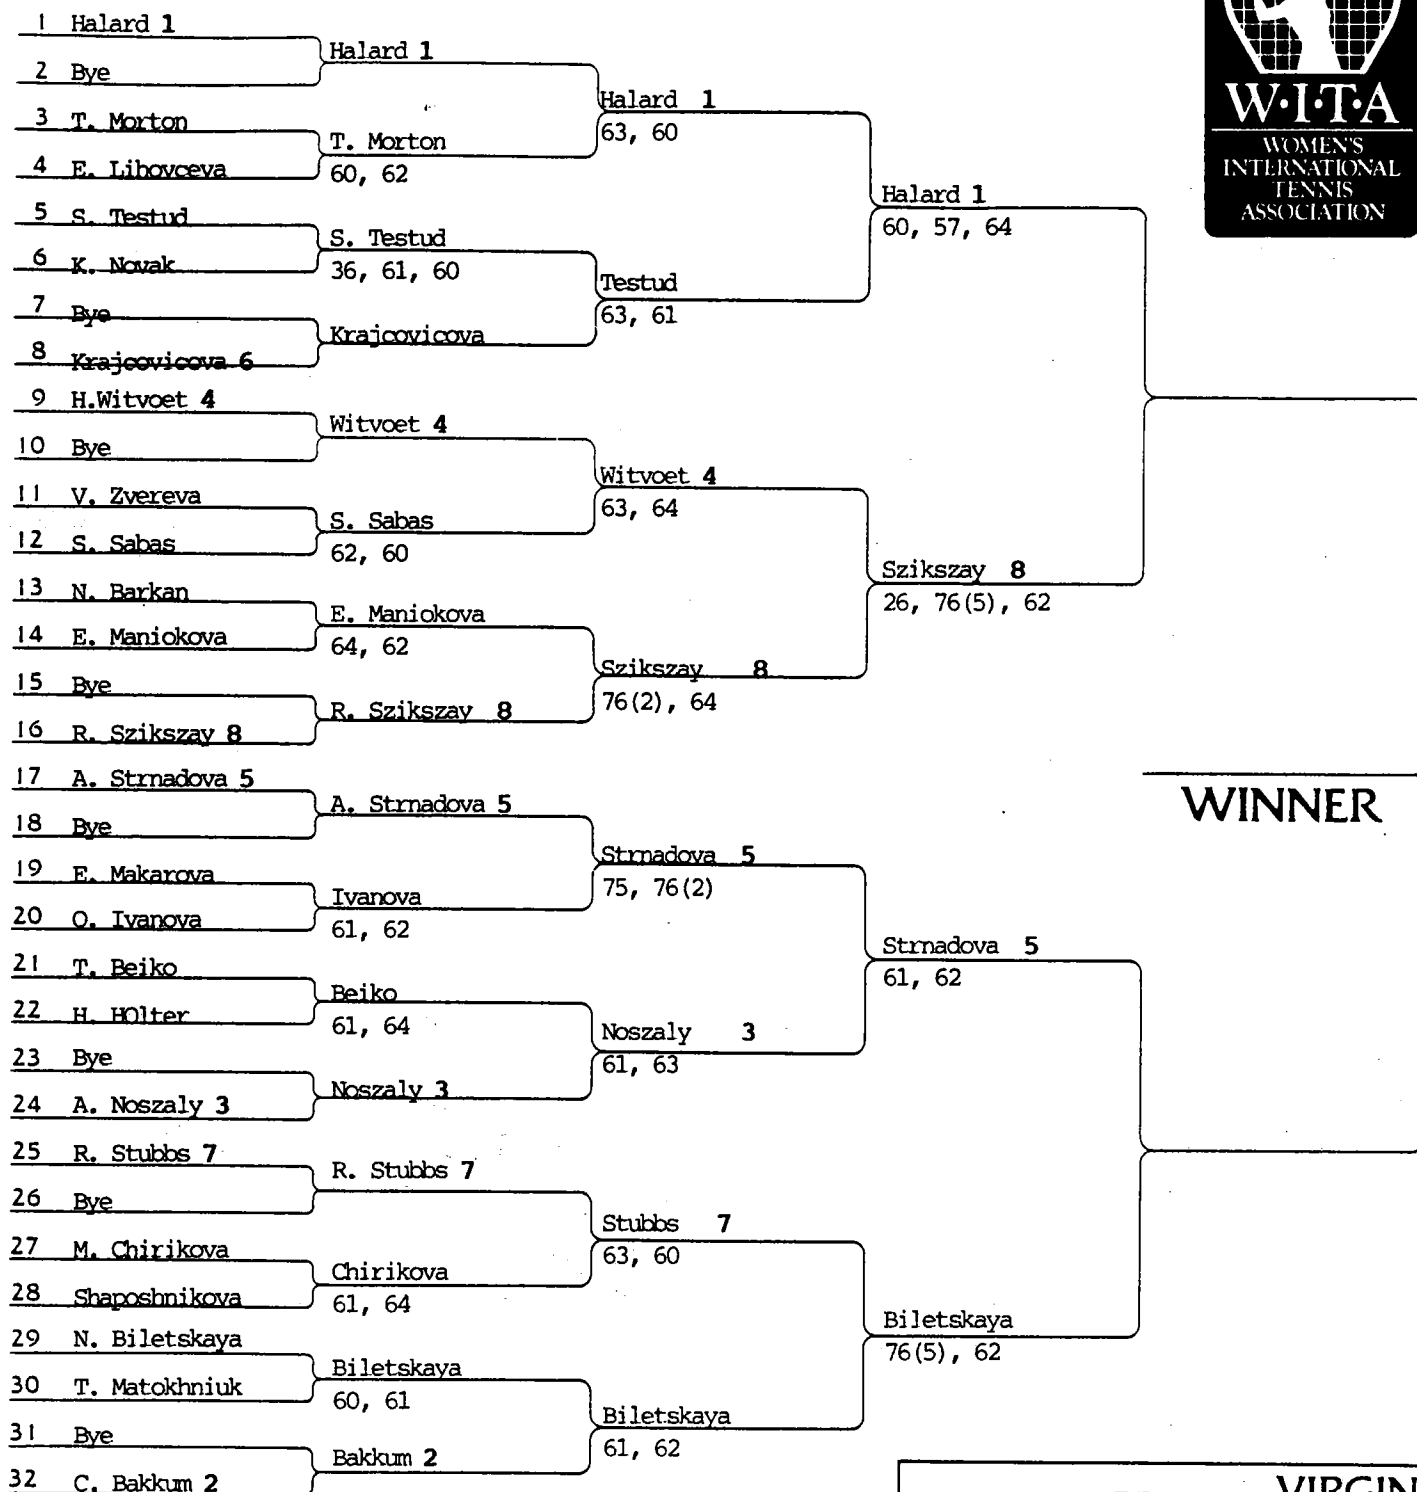 1 Halard 1
2 Bye
3 T. Morton
4 E. Lihovceva
5 S. Testud
6 K. Novak
7 Bye
8 Krajcovicova 6
9 H.Witvoet 4
10 Bye
11 V. Zvereva
12 S. Sabas
13 N. Barkan
14 E. Maniokova
15 Bye
16 R. Szikszay 8
17 A. Strnadova 5
18 Bye
19 E. Makarova
20 O. Ivanova
21 T. Beiko
22 H. HOlter
23 Bye
24 A. Noszaly 3
25 R. Stubbs 7
26 Bye
27 M. Chirikova
28 Shaposhnikova
29 N. Biletskaya
30 T. Matokhniuk
31 Bye
32 C. Bakkum 2
Halard 1
T. Morton
60, 62
S. Testud
36, 61, 60
Krajcovicova
Witvoet 4
S. Sabas
62, 60
E. Maniokova
64, 62
R. Szikszay 8
A. Strnadova 5
Ivanova
61, 62
Beiko
61, 64
Noszaly 3
R. Stubbs 7
Chirikova
61, 64
Biletskaya
60, 61
Bakkum 2
Halard 1
63, 60
Testud
63, 61
Witvoet 4
63, 64
Szikszay 8
76(2), 64
Strnadova 5
75, 76(2)
Noszaly 3
61, 63
Stubbs 7
63, 60
Biletskaya
61, 62
Halard 1
60, 57, 64
Szikszay 8
26, 76(5), 62
Strnadova 5
61, 62
Biletskaya
76(5), 62
W·I·T·A
WOMEN'S
INTERNATIONAL
TENNIS
ASSOCIATION
WINNER
VIRGIN